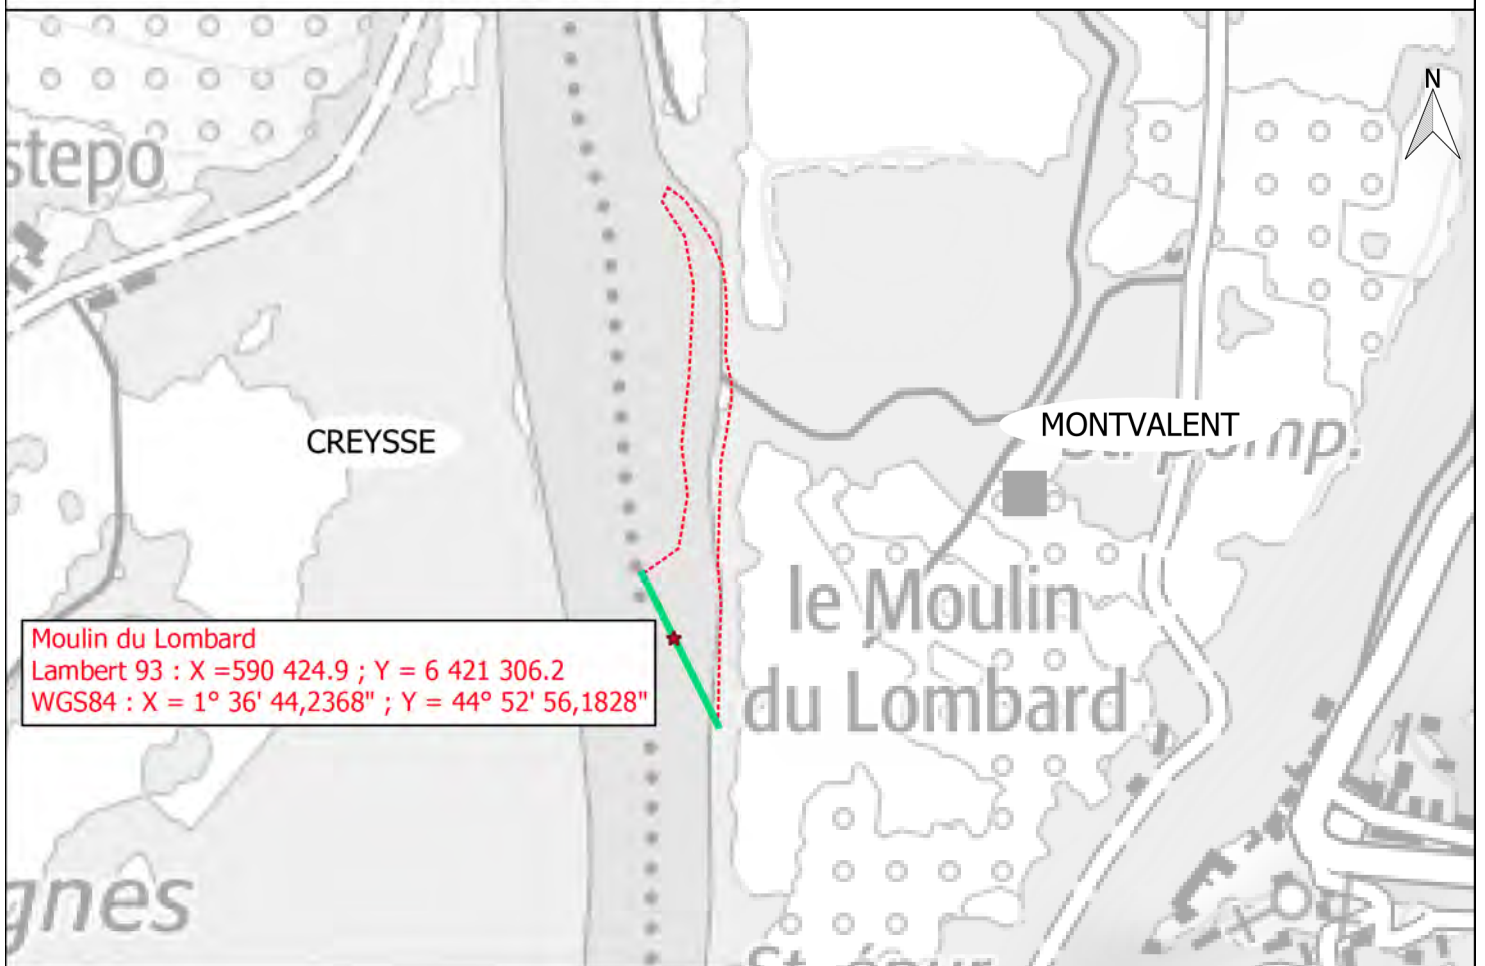 N
stepo
CREYSSE
MONTVALENT
le Moulin
du Lombard
Moulin du Lombard
Lambert 93 : X =590 424.9 ; Y = 6 421 306.2
WGS84 : X = 1° 36' 44,2368" ; Y = 44° 52' 56,1828"
gnes